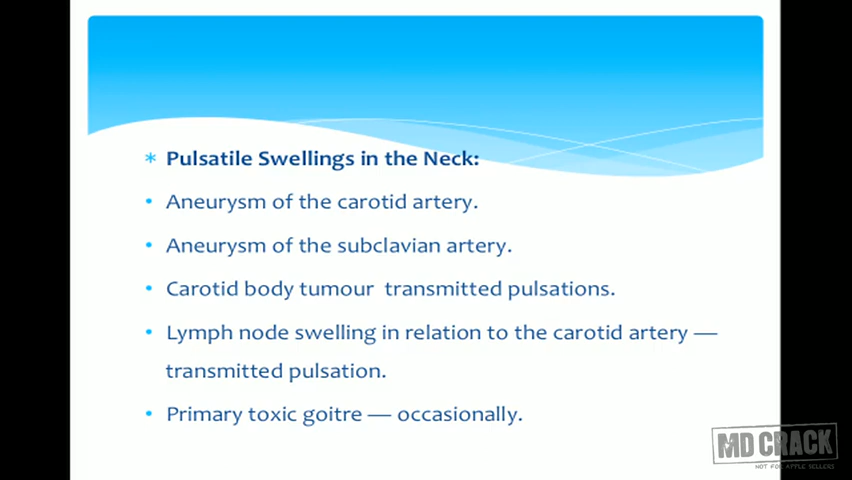 * Pulsatile Swellings in the Neck:
• Aneurysm of the carotid artery.
• Aneurysm of the subclavian artery.
• Carotid body tumour transmitted pulsations.
• Lymph node swelling in relation to the carotid artery —
transmitted pulsation.
• Primary toxic goitre — occasionally.
MD CRACK
NOT FOR APPLE SELLERS